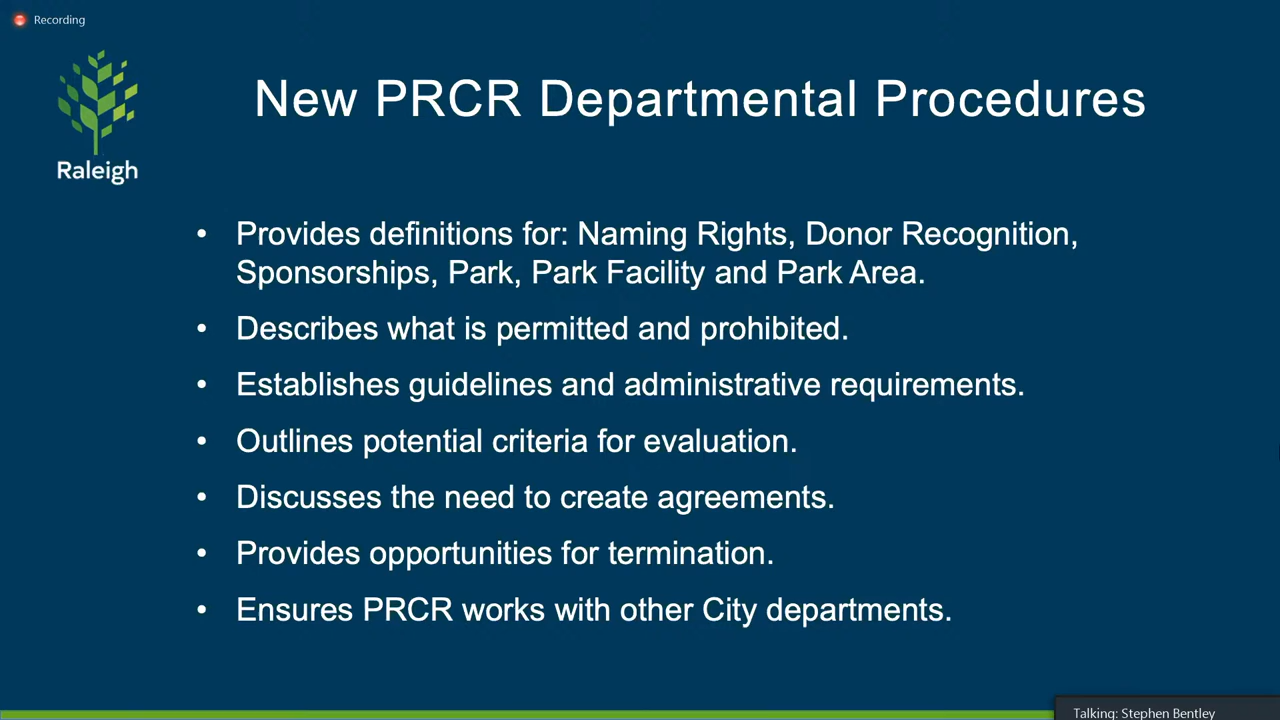 Recording
Raleigh
New PRCR Departmental Procedures
• Provides definitions for: Naming Rights, Donor Recognition,
Sponsorships, Park, Park Facility and Park Area.
• Describes what is permitted and prohibited.
• Establishes guidelines and administrative requirements.
• Outlines potential criteria for evaluation.
• Discusses the need to create agreements.
• Provides opportunities for termination.
• Ensures PRCR works with other City departments.
Talking: Stephen Bentley